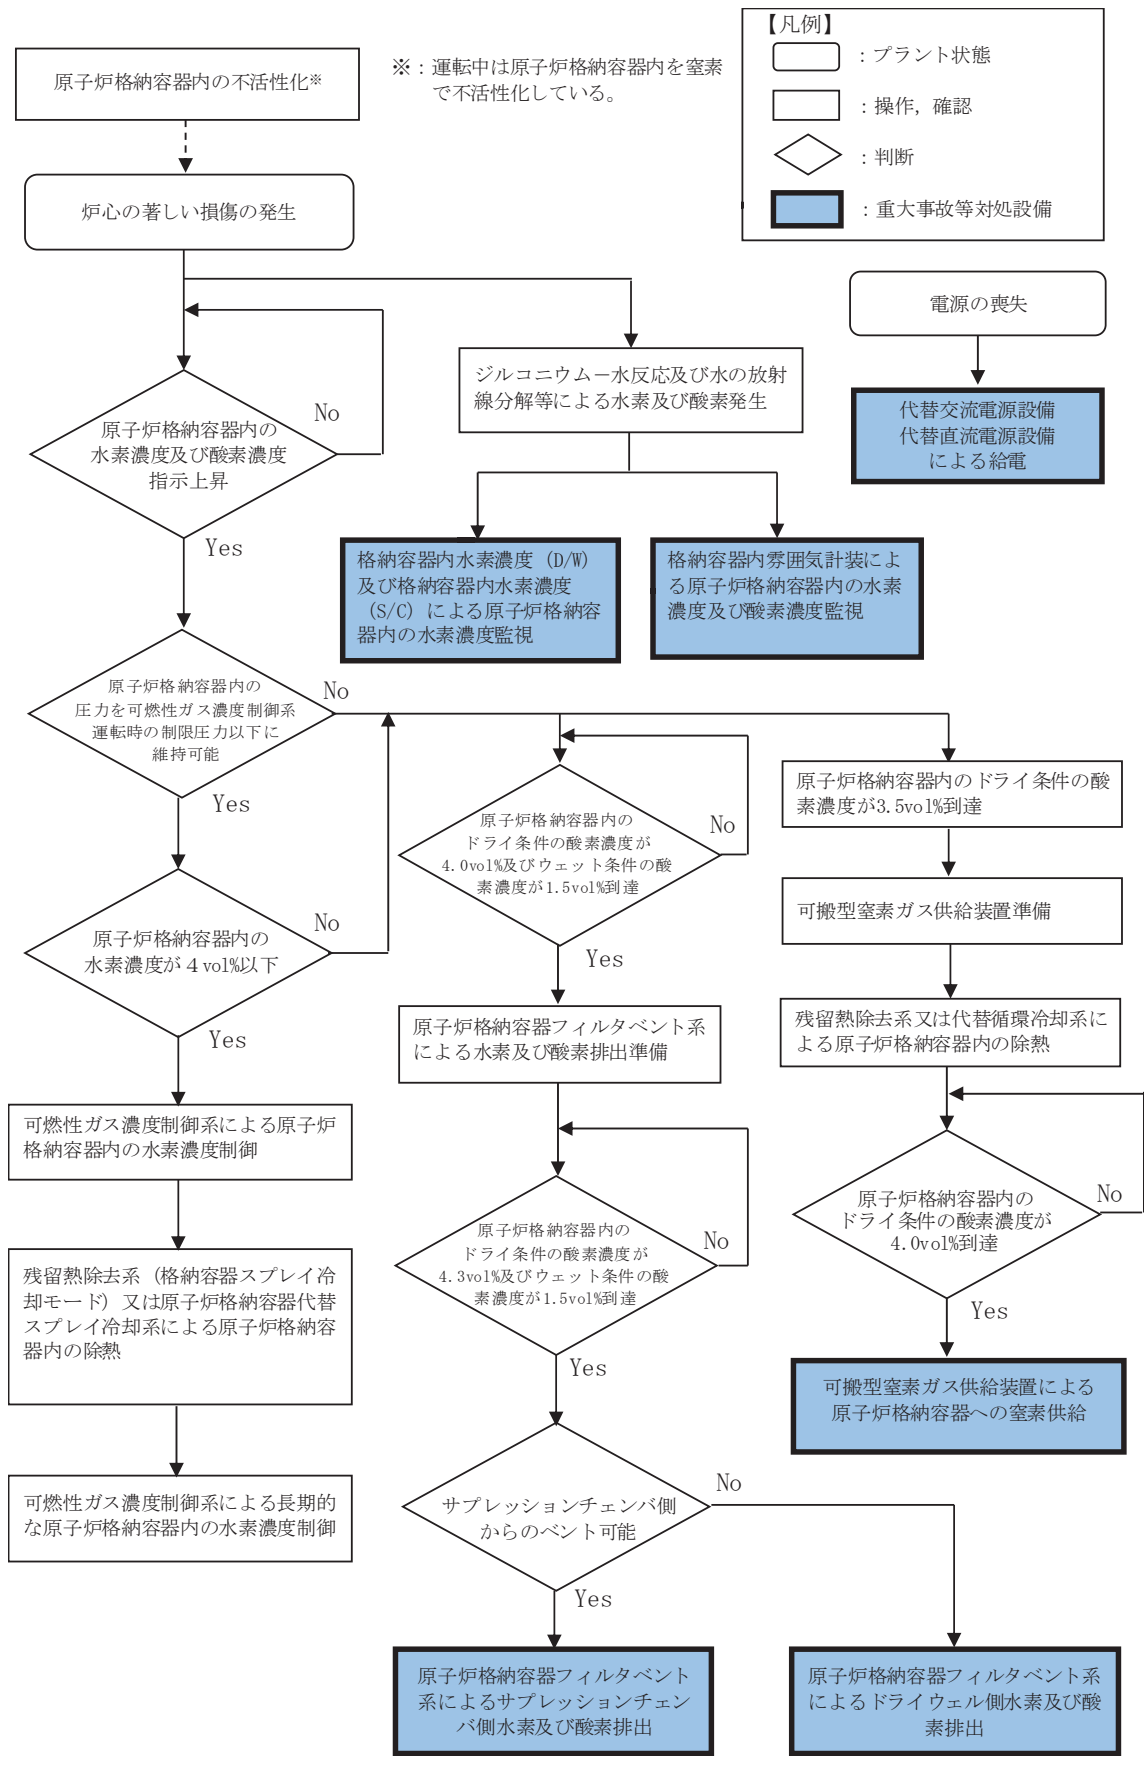 原子炉格納容器内の不活性化※
※：運転中は原子炉格納容器内を窒素
で不活性化している。
【凡例】
：プラント状態
：操作，確認
：判断
：重大事故等対処設備
炉心の著しい損傷の発生
電源の喪失
代替交流電源設備
代替直流電源設備
による給電
ジルコニウム－水反応及び水の放射
線分解等による水素及び酸素発生
原子炉格納容器内の
水素濃度及び酸素濃度
指示上昇
No
Yes
格納容器内水素濃度（D/W）
及び格納容器内水素濃度
（S/C）による原子炉格納容
器内の水素濃度監視
格納容器内雰囲気計装によ
る原子炉格納容器内の水素
濃度及び酸素濃度監視
原子炉格納容器内の
圧力を可燃性ガス濃度制御系
運転時の制限圧力以下に
維持可能
No
Yes
原子炉格納容器内の
水素濃度が４vol%以下
No
Yes
可燃性ガス濃度制御系による原子炉
格納容器内の水素濃度制御
残留熱除去系（格納容器スプレイ冷
却モード）又は原子炉格納容器代替
スプレイ冷却系による原子炉格納容
器内の除熱
可燃性ガス濃度制御系による長期的
な原子炉格納容器内の水素濃度制御
原子炉格納容器内の
ドライ条件の酸素濃度が
4.0vol%及びウェット条件の酸
素濃度が1.5vol%到達
No
Yes
原子炉格納容器フィルタベント系
による水素及び酸素排出準備
原子炉格納容器内の
ドライ条件の酸素濃度が
4.3vol%及びウェット条件の酸
素濃度が1.5vol%到達
No
Yes
サプレッションチェンバ側
からのベント可能
No
Yes
原子炉格納容器フィルタベント
系によるサプレッションチェン
バ側水素及び酸素排出
原子炉格納容器フィルタベント系
によるドライウェル側水素及び酸
素排出
原子炉格納容器内のドライ条件の酸
素濃度が3.5vol%到達
可搬型窒素ガス供給装置準備
残留熱除去系又は代替循環冷却系に
よる原子炉格納容器内の除熱
原子炉格納容器内の
ドライ条件の酸素濃度が
4.0vol%到達
No
Yes
可搬型窒素ガス供給装置による
原子炉格納容器への窒素供給